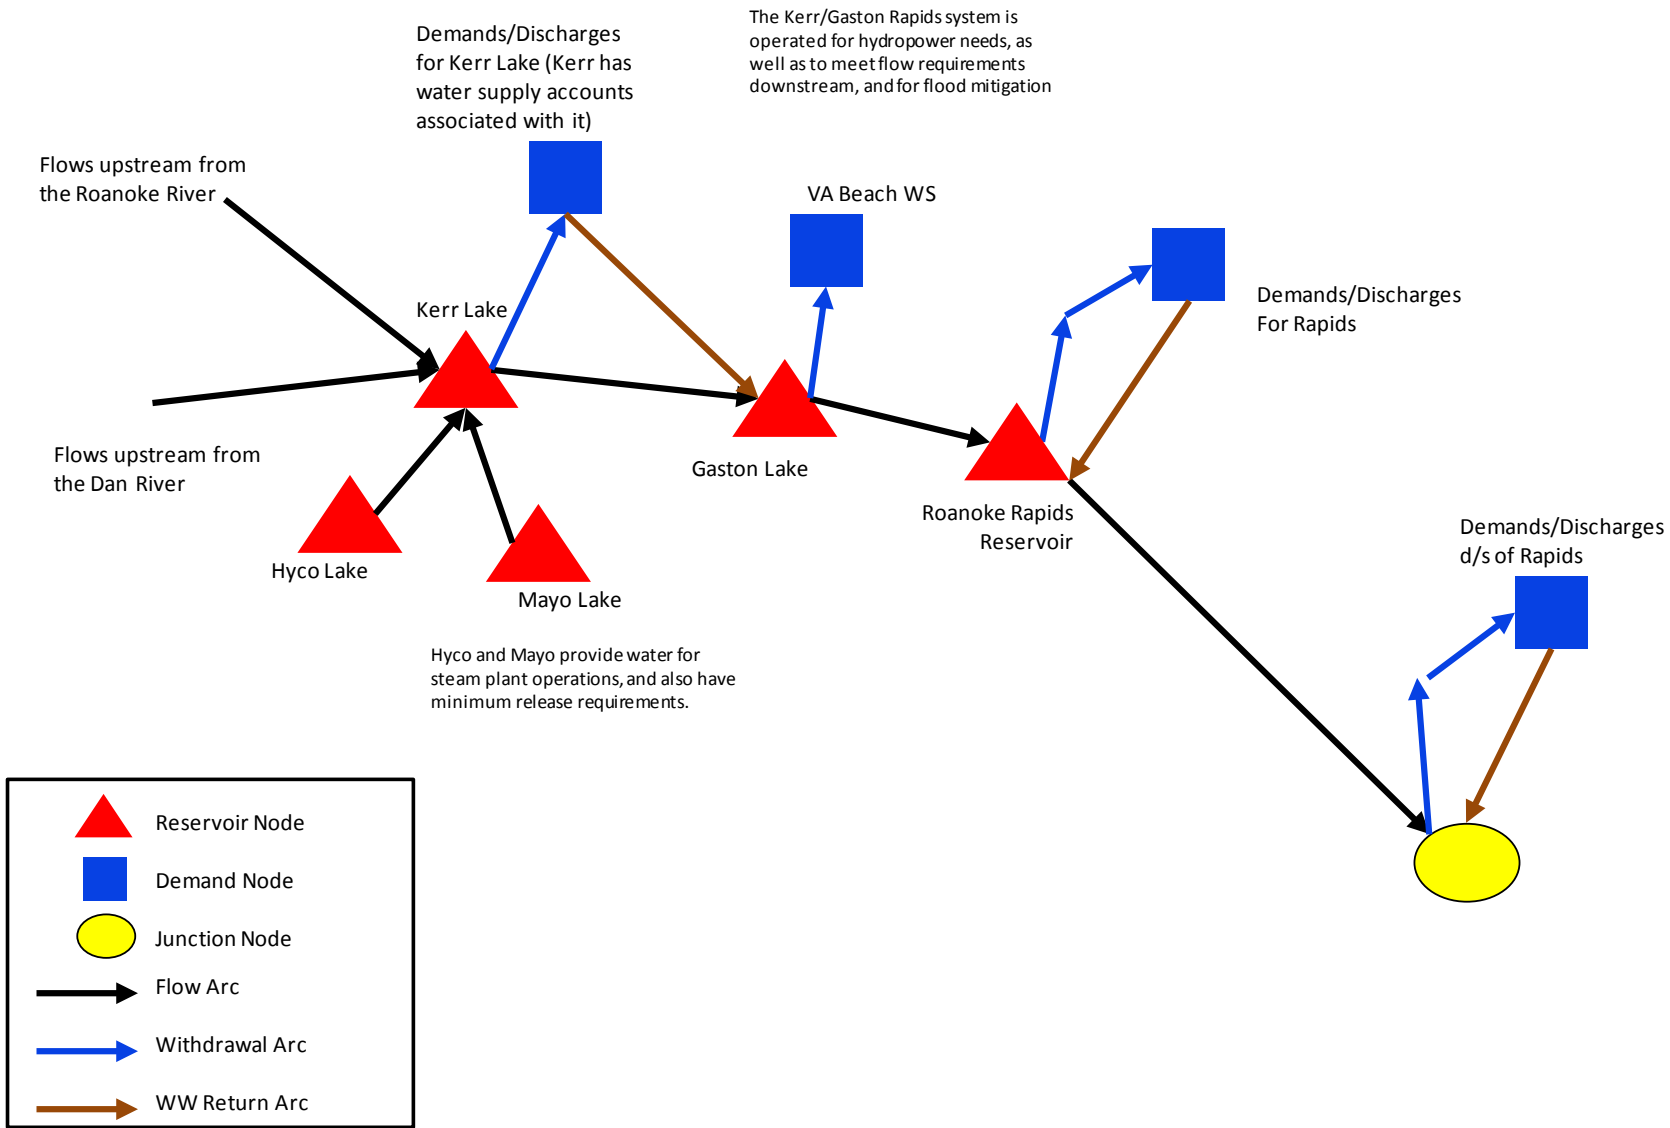 The Kerr/Gaston Rapids system is
operated for hydropower needs, as
well as to meet flow requirements
downstream, and for flood mitigation
Demands/Discharges
for Kerr Lake (Kerr has
water supply accounts
associated with it)
Flows upstream from
the Roanoke River
VA Beach WS
Demands/Discharges
For Rapids
Kerr Lake
Flows upstream from
the Dan River
Gaston Lake
Roanoke Rapids
Reservoir
Demands/Discharges
d/s of Rapids
Hyco Lake
Mayo Lake
Hyco and Mayo provide water for
steam plant operations, and also have
minimum release requirements.
Reservoir Node
Demand Node
Junction Node
Flow Arc
Withdrawal Arc
WW Return Arc